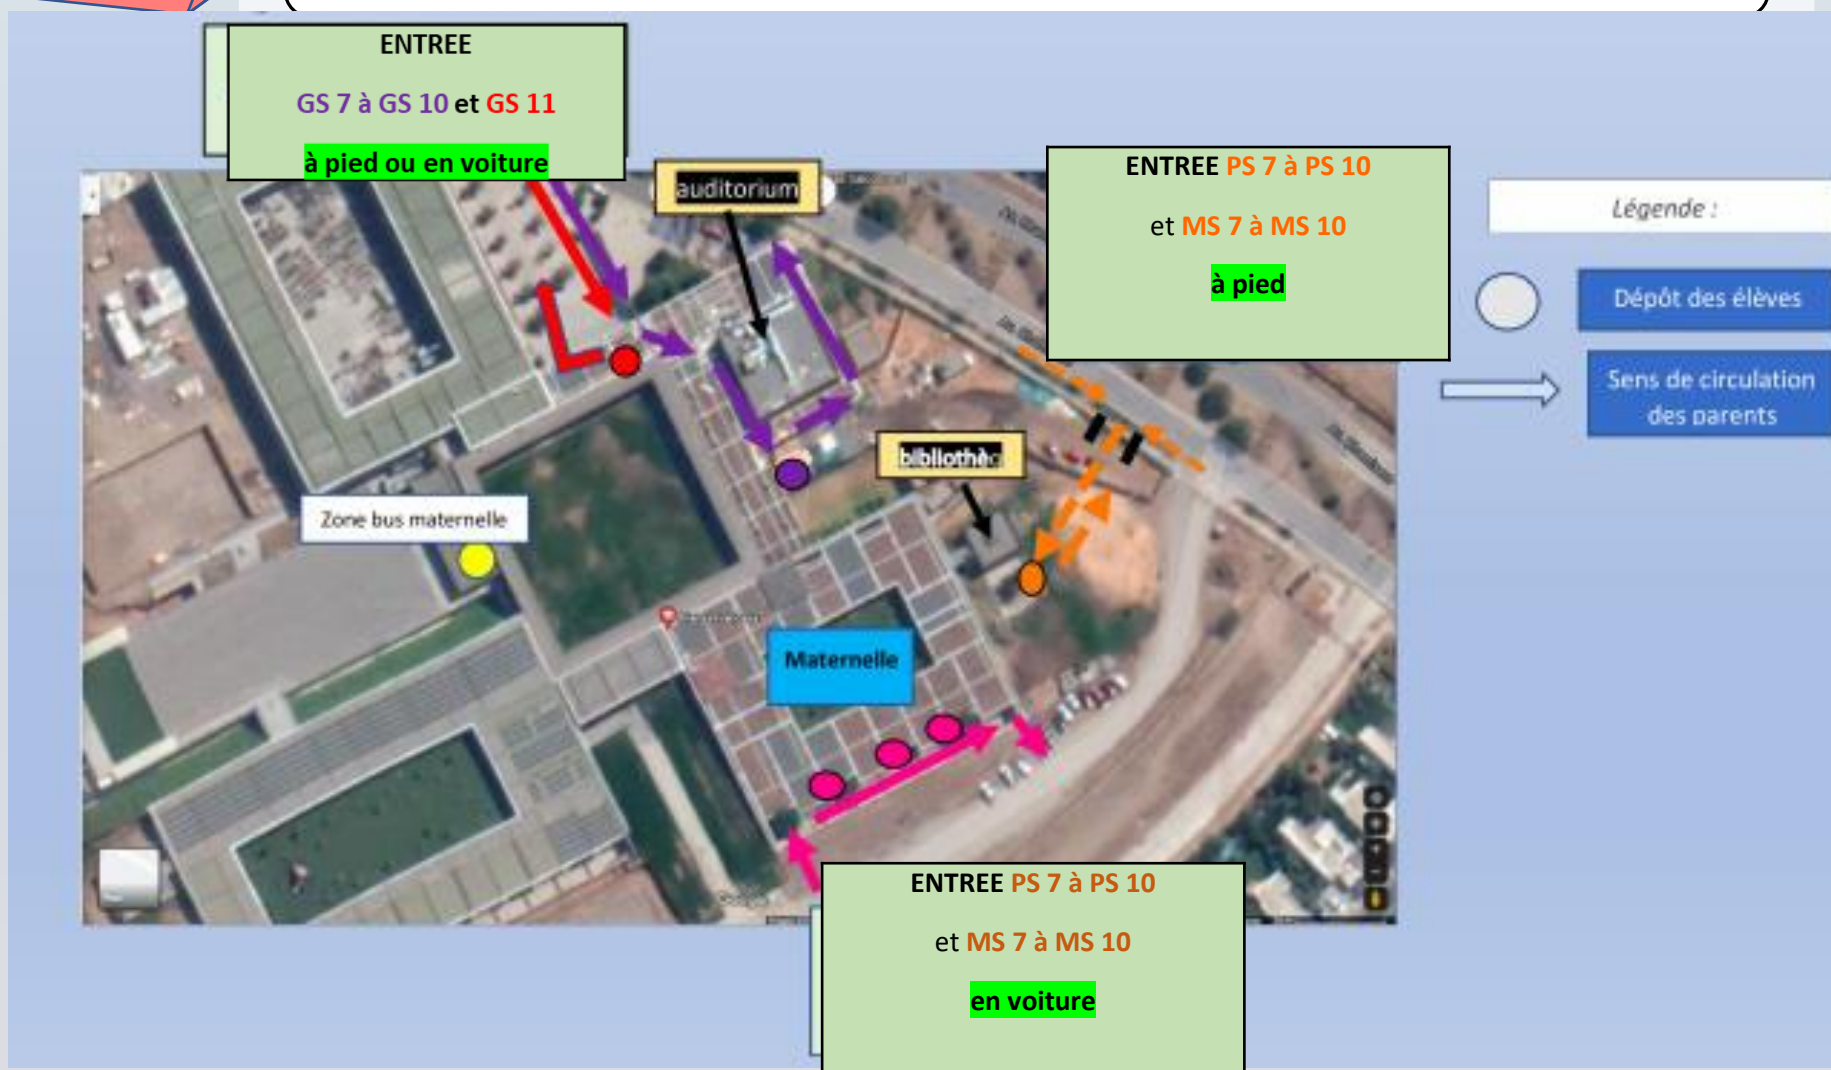 ENTREE
GS 7 à GS 10 et GS 11
à pied ou en voiture
auditorium
ENTREE PS 7 à PS 10
et MS 7 à MS 10
à pied
Légende :
Dépôt des élèves
Sens de circulation
des parents
bibliothè
Zone bus maternelle
Maternelle
ENTREE PS 7 à PS 10
et MS 7 à MS 10
en voiture